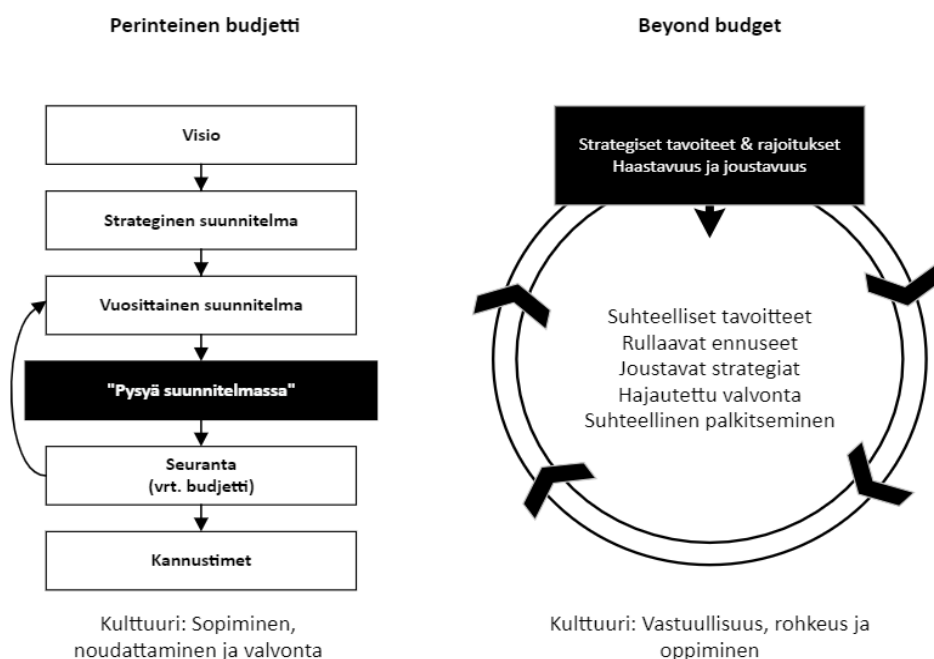 Perinteinen budjetti
Visio
Strateginen suunnitelma
Vuosittainen suunnitelma
"Pysyä suunnitelmassa"
Seuranta
(vrt. budjetti)
Kannustimet
Kulttuuri: Sopiminen,
noudattaminen ja valvonta
Beyond budget
Strategiset tavoiteet & rajoitukset
Haastavuus ja joustavuus
Suhteelliset tavoitteet
Rullaavat ennuseet
Joustavat strategiat
Hajautettu valvonta
Suhteellinen palkitseminen
Kulttuuri: Vastuullisuus, rohkeus ja
oppiminen